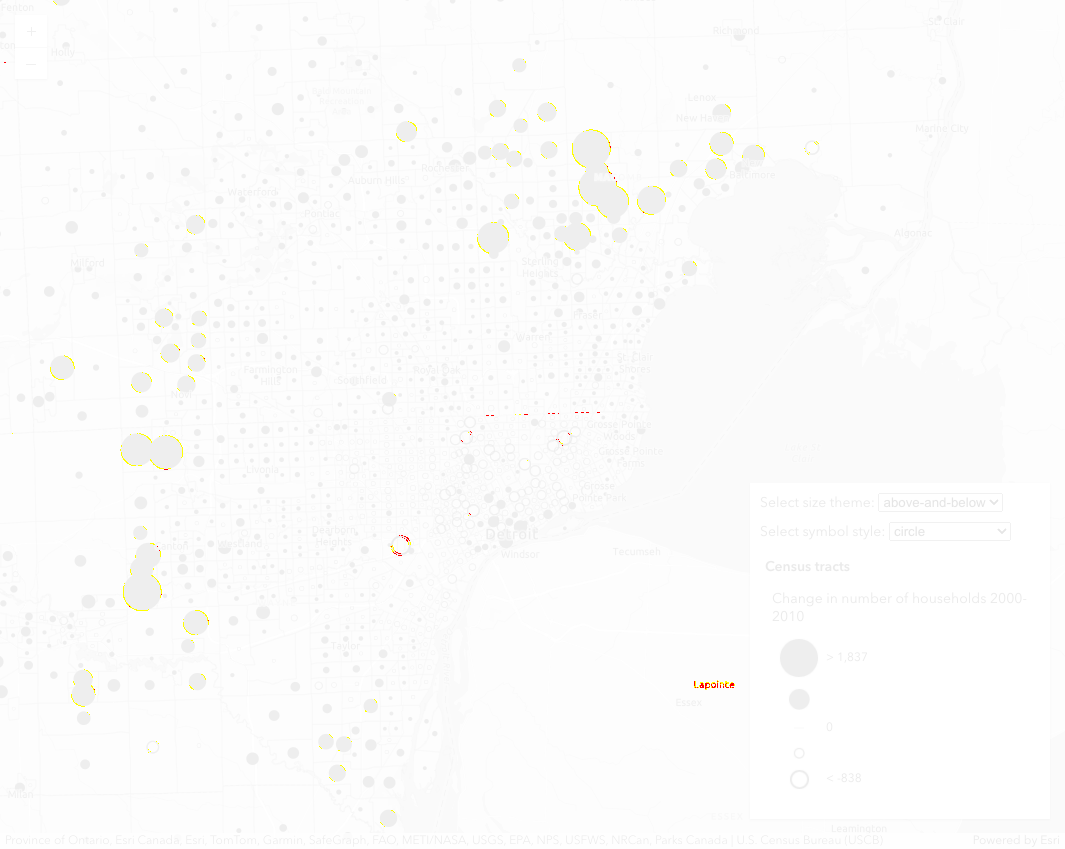 Fenton
Holly
+
−
Richmond
St. Clair
Lenox
New Haven
Marine City
Rochester
Auburn Hills
Waterford
Pontiac
Algonac
Milford
Sterling
Heights
Fraser
Warren
St. Clair
Shores
Royal Oak
Southfield
Farmington
Hills
Novi
Grosse Pointe
Woods
Grosse Pointe
Farms
Livonia
Grosse
Pointe Park
Dearborn
Heights
Detroit
Windsor
Tecumseh
Taylor
Lapointe
Essex
Milan
Leamington
Select size theme: above-and-below
Select symbol style: circle
Census tracts
Change in number of households 2000-
2010
> 1,837
0
< -838
Province of Ontario, Esri Canada, Esri, TomTom, Garmin, SafeGraph, FAO, METI/NASA, USGS, EPA, NPS, USFWS, NRCan, Parks Canada | U.S. Census Bureau (USCB)
Powered by Esri